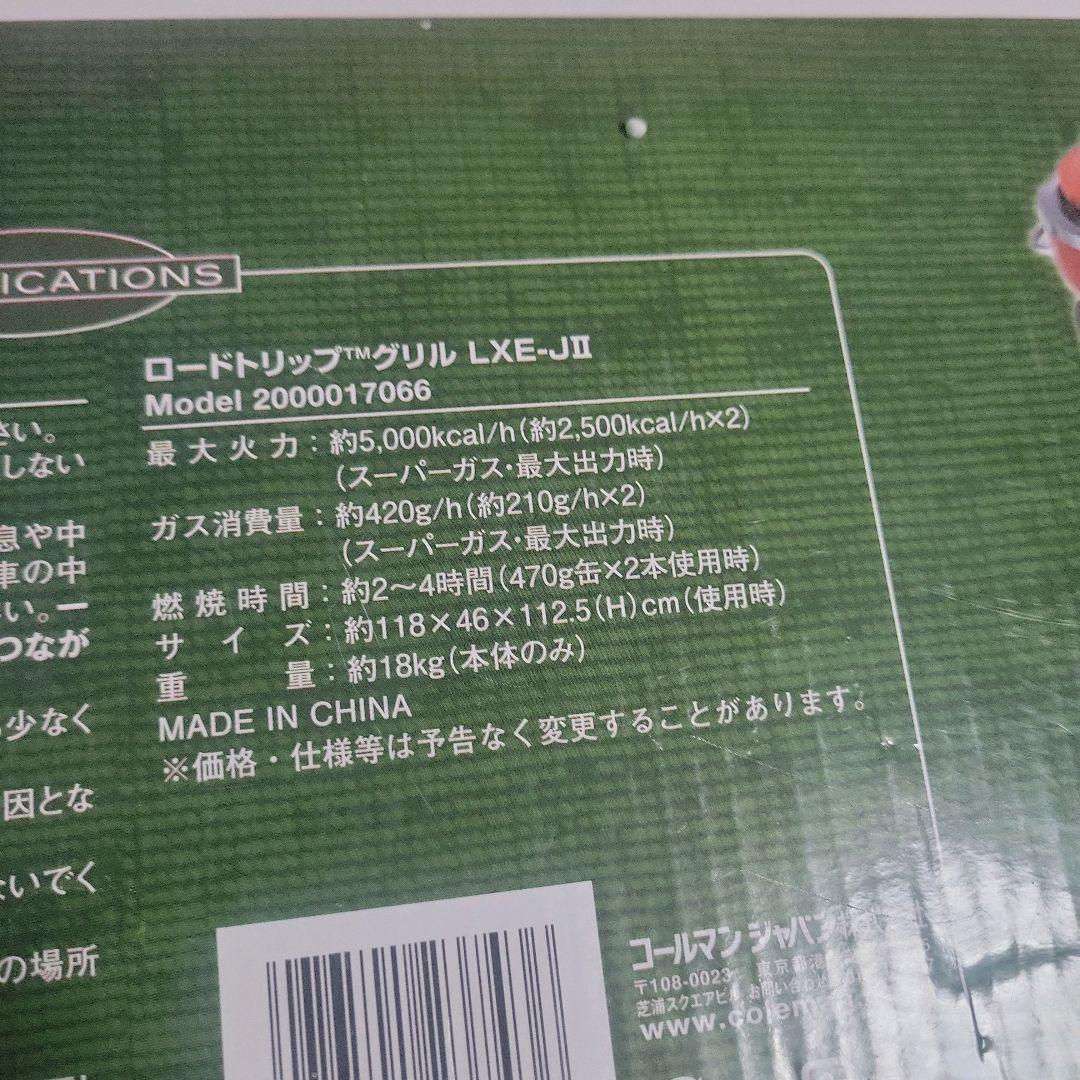 ICATIONS
ロードトリップ™グリル LXE-JⅡ
Model 2000017066
最大火力：約5,000kcal/h(約2,500kcal/h×2)
(スーパーガス・最大出力時)
ガス消費量：約420g/h(約210g/h×2)
(スーパーガス・最大出力時)
燃焼時間：約2〜4時間(470g缶×2本使用時)
サイズ：約118×46×112.5(H)cm(使用時)
重量：約18kg(本体のみ)
MADE IN CHINA
※価格・仕様等は予告なく変更することがあります。
さい。
しない
息や中
車の中
い。一
つなが
少なく
因とな
いでく
の場所
コールマン ジャパン
〒108-0023 東京都港
芝浦スクエアビル お問い合わ
www.colem